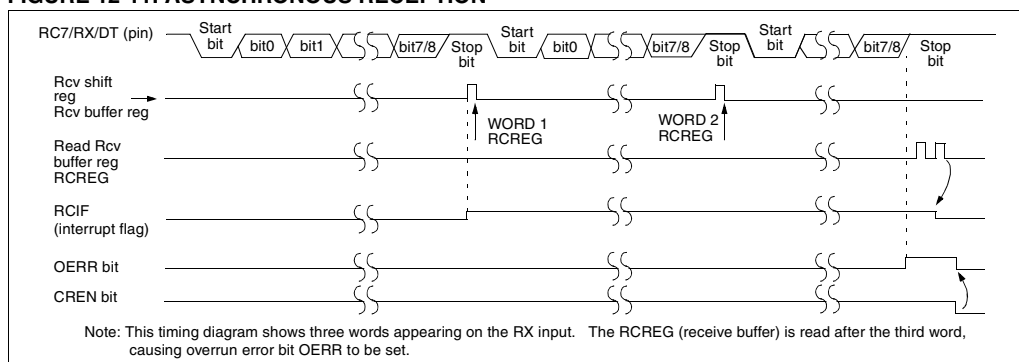 FIGURE 12-11: ASYNCHRONOUS RECEPTION
RC7/RX/DT (pin)
Start bit
bit0
bit1
bit7/8
Stop bit
Start bit
bit0
bit7/8
Stop bit
Start bit
bit7/8
Stop bit
Rcv shift
reg
Rcv buffer reg
WORD 1
RCREG
WORD 2
RCREG
Read Rcv
buffer reg
RCREG
RCIF
(interrupt flag)
OERR bit
CREN bit
Note: This timing diagram shows three words appearing on the RX input. The RCREG (receive buffer) is read after the third word,
causing overrun error bit OERR to be set.